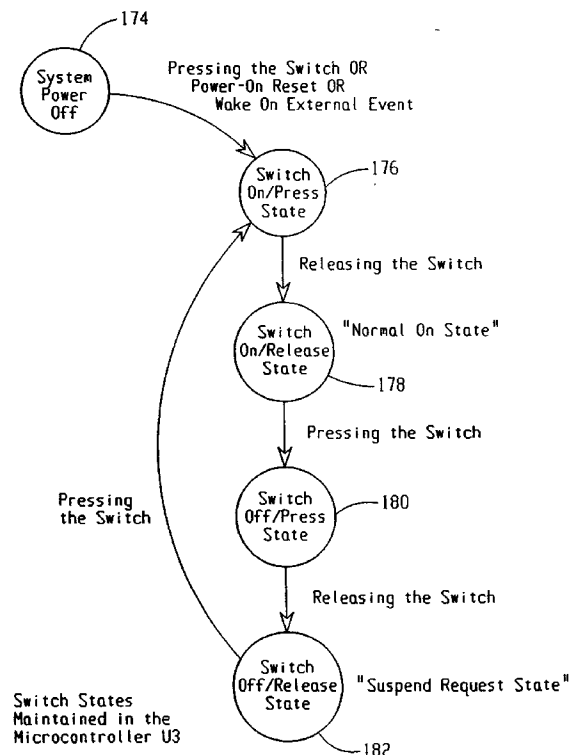 174
System
Power
Off
Pressing the Switch OR
Power-On Reset OR
Wake On External Event
Switch
On/Press
State
176
Releasing the Switch
Switch
On/Release
State
"Normal On State"
178
Pressing the Switch
Switch
Off/Press
State
180
Pressing
the Switch
Releasing the Switch
Switch
Off/Release
State
"Suspend Request State"
182
Switch States
Maintained in the
Microcontroller U3